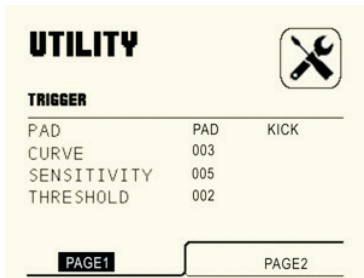 UTILITY
TRIGGER
PAD PAD KICK
CURVE 003
SENSITIVITY 005
THRESHOLD 002
PAGE1 PAGE2